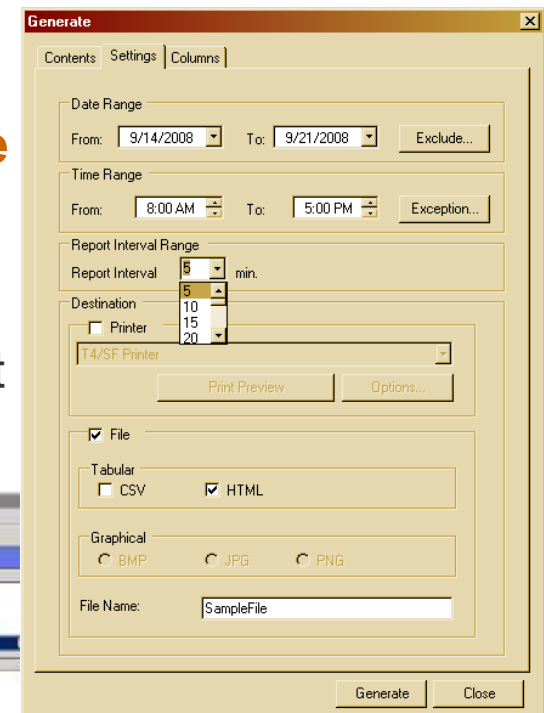 Generate
Contents Settings Columns
Date Range
From: 9/14/2008 To: 9/21/2008 Exclude...
Time Range
From: 8:00 AM To: 5:00 PM Exception...
Report Interval Range
Report Interval 5 min.
5
10
15
20
Destination
Printer
T4/SF Printer
Print Preview Options...
File
Tabular
CSV HTML
Graphical
BMP JPG PNG
File Name: SampleFile
Generate Close